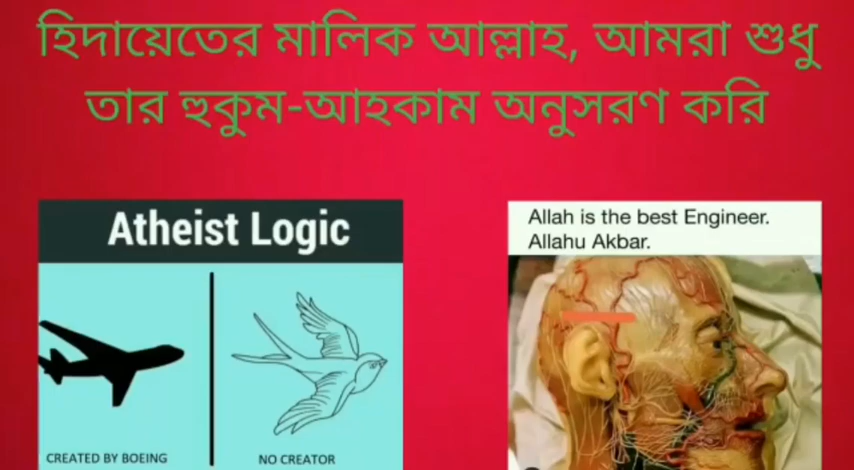 হিদায়েতের মালিক আল্লাহ, আমরা শুধু
তার হুকুম-আহকাম অনুসরণ করি
Atheist Logic
CREATED BY BOEING
NO CREATOR
Allah is the best Engineer.
Allahu Akbar.